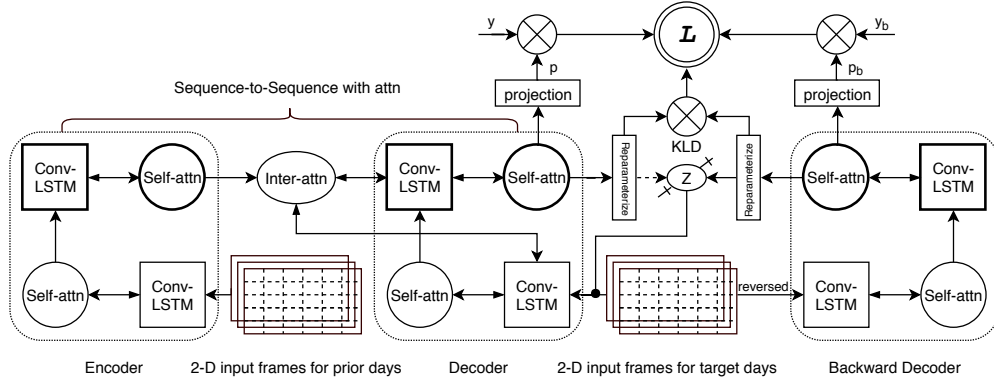 y
L
y_b
p
p_b
projection
projection
Sequence-to-Sequence with attn
KLD
Conv-
LSTM
Self-attn
Inter-attn
Conv-
LSTM
Self-attn
Reparameterize
Z
Reparameterize
Self-attn
Conv-
LSTM
Self-attn
Conv-
LSTM
Self-attn
Conv-
LSTM
reversed
Conv-
LSTM
Self-attn
Encoder
2-D input frames for prior days
Decoder
2-D input frames for target days
Backward Decoder